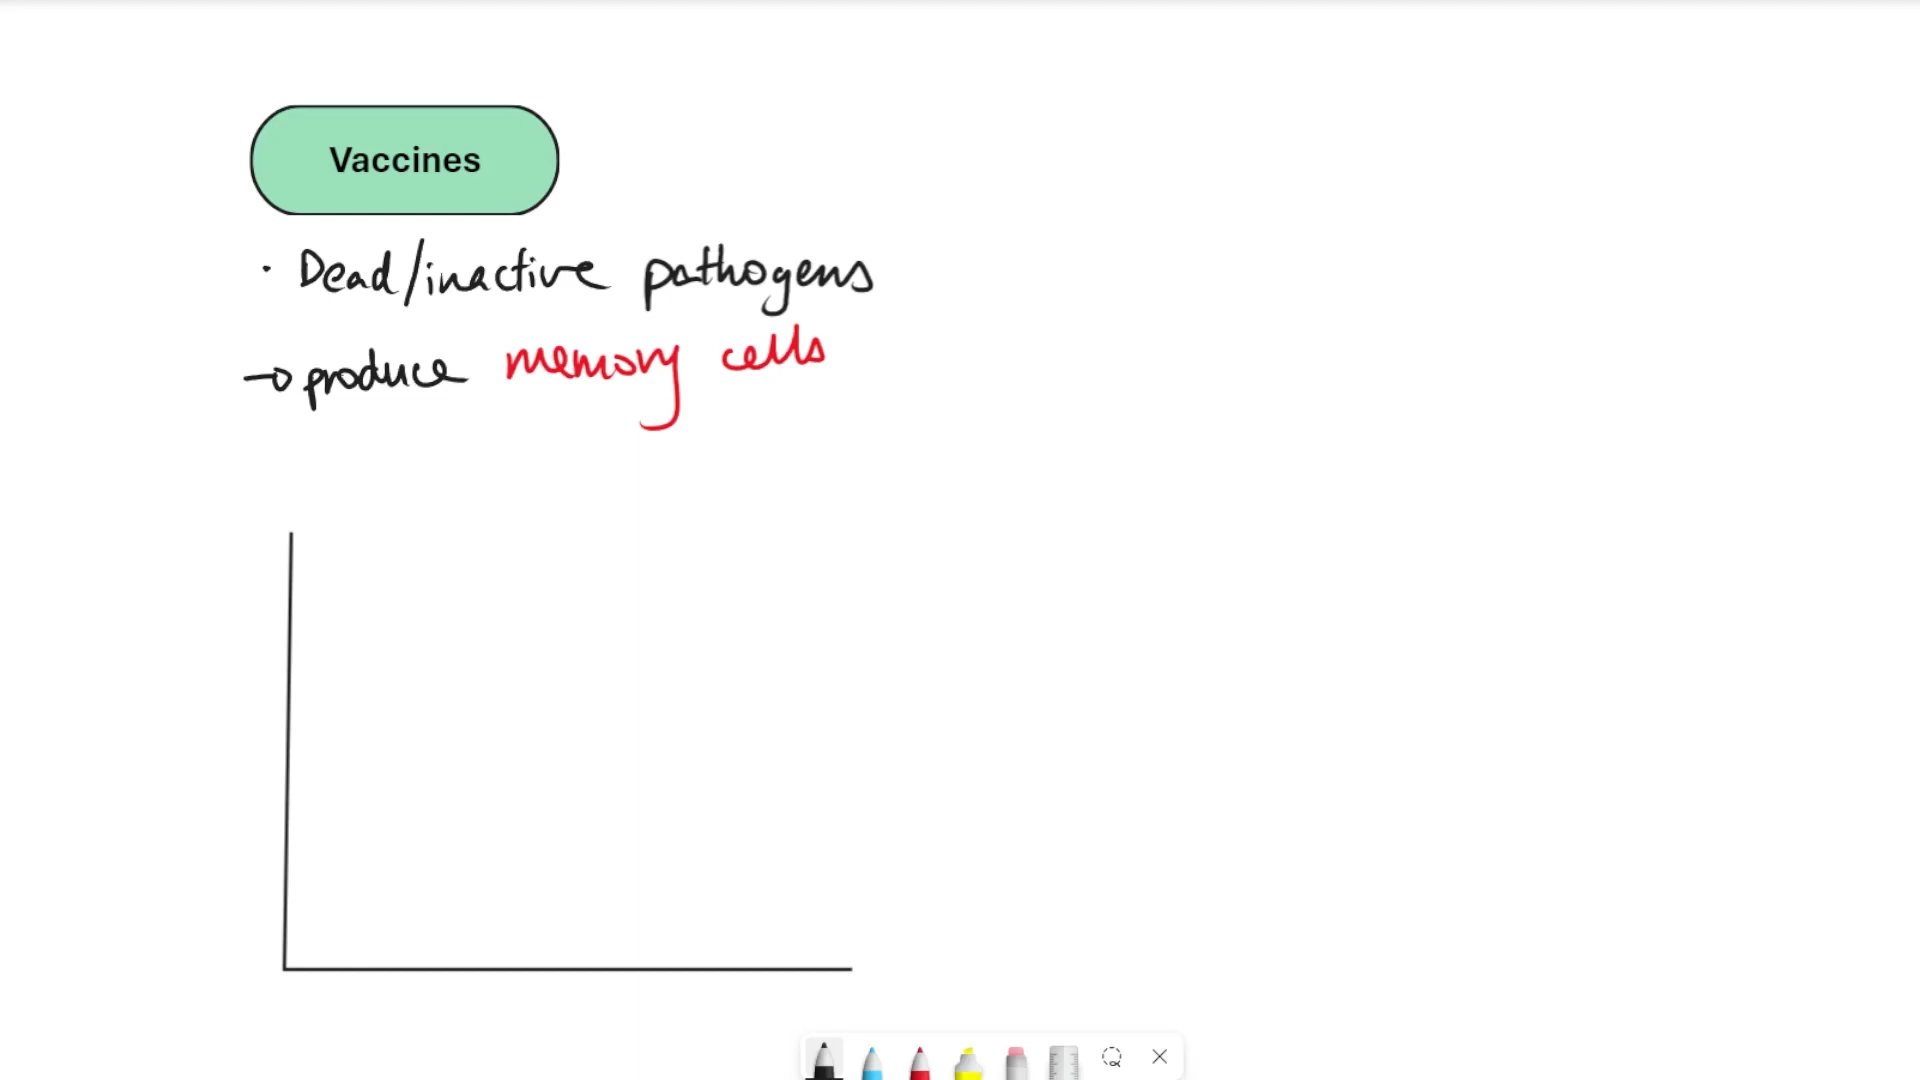 Vaccines
· Dead/inactive pathogens
→ produce memory cells